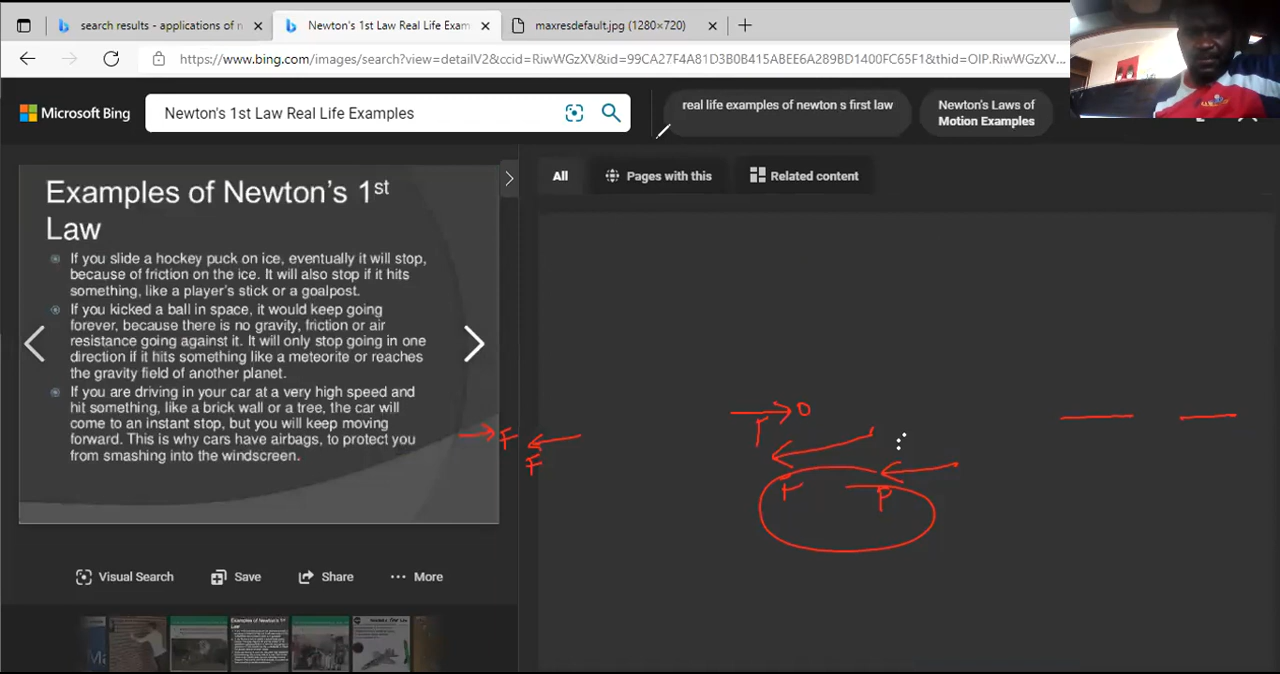 search results - applications of n
Newton's 1st Law Real Life Exam
maxresdefault.jpg (1280×720)
https://www.bing.com/images/search?view=detailV2&ccid=RiwWGzXV&id=99CA27F4A81D3B0B415ABEE6A289BD1400FC65F1&thid=OIP.RiwWGzXV...
Microsoft Bing
Newton's 1st Law Real Life Examples
real life examples of newton s first law
Newton's Laws of
Motion Examples
All
Pages with this
Related content
Examples of Newton's 1st
Law
If you slide a hockey puck on ice, eventually it will stop,
because of friction on the ice. It will also stop if it hits
something, like a player's stick or a goalpost.
If you kicked a ball in space, it would keep going
forever, because there is no gravity, friction or air
resistance going against it. It will only stop going in one
direction if it hits something like a meteorite or reaches
the gravity field of another planet.
If you are driving in your car at a very high speed and
hit something, like a brick wall or a tree, the car will
come to an instant stop, but you will keep moving
forward. This is why cars have airbags, to protect you
from smashing into the windscreen.
F
F
P
Visual Search
Save
Share
More
Examples of Newton's 1st
Law